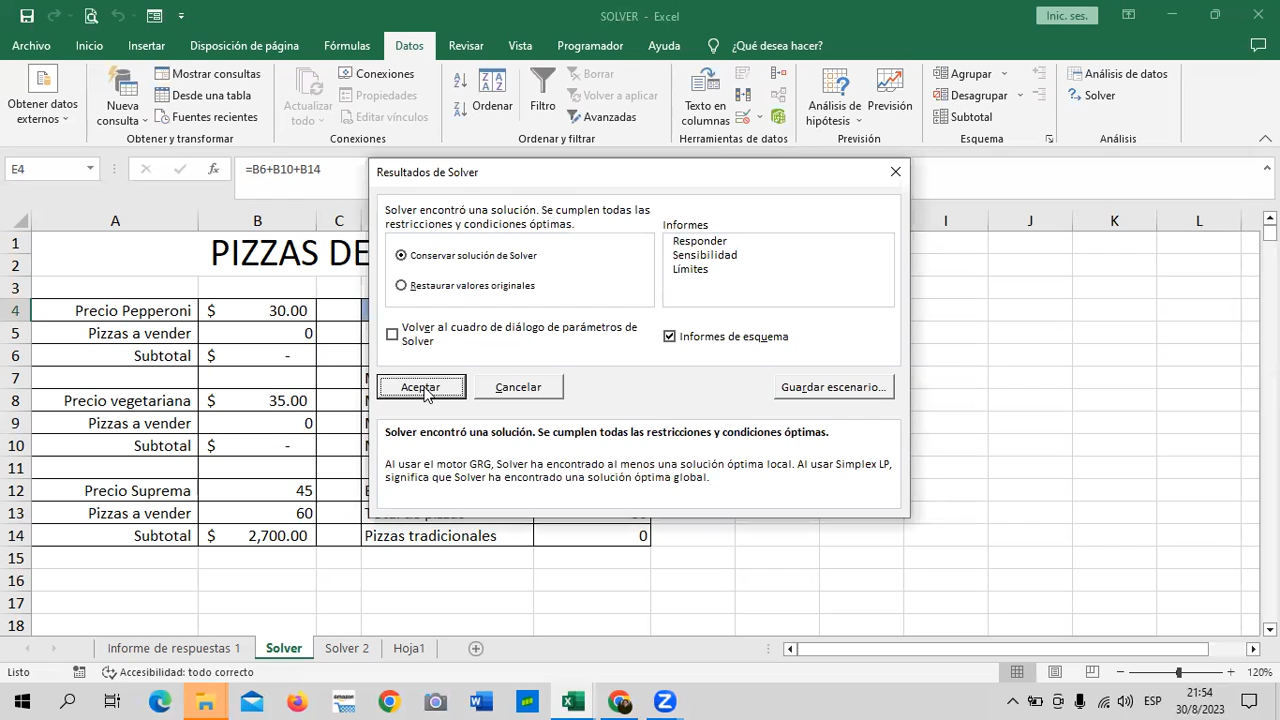 SOLVER - Excel
Inic. ses.
Archivo Inicio Insertar Disposición de página Fórmulas Datos Revisar Vista Programador Ayuda ¿Qué desea hacer?
Obtener datos externos
Nueva consulta
Mostrar consultas
Desde una tabla
Fuentes recientes
Obtener y transformar
Actualizar todo
Conexiones
Propiedades
Editar vínculos
Conexiones
Ordenar
Filtro
Borrar
Volver a aplicar
Avanzadas
Ordenar y filtrar
Texto en columnas
Herramientas de datos
Análisis de hipótesis
Previsión
Previsión
Agrupar
Desagrupar
Subtotal
Esquema
Análisis de datos
Solver
Análisis
E4 fx =B6+B10+B14
A B C I J K L
1 PIZZAS DE
2
3
4 Precio Pepperoni $ 30.00
5 Pizzas a vender 0
6 Subtotal $ -
7
8 Precio vegetariana $ 35.00
9 Pizzas a vender 0
10 Subtotal $ -
11
12 Precio Suprema 45
13 Pizzas a vender 60
14 Subtotal $ 2,700.00 Pizzas tradicionales 0
15
16
17
18
Resultados de Solver
Solver encontró una solución. Se cumplen todas las
restricciones y condiciones óptimas.
Conservar solución de Solver
Restaurar valores originales
Volver al cuadro de diálogo de parámetros de
Solver
Informes
Responder
Sensibilidad
Límites
Informes de esquema
Aceptar Cancelar Guardar escenario...
Solver encontró una solución. Se cumplen todas las restricciones y condiciones óptimas.
Al usar el motor GRG, Solver ha encontrado al menos una solución óptima local. Al usar Simplex LP,
significa que Solver ha encontrado una solución óptima global.
Informe de respuestas 1 Solver Solver 2 Hoja1
Listo Accesibilidad: todo correcto 120%
ESP 21:54
30/8/2023